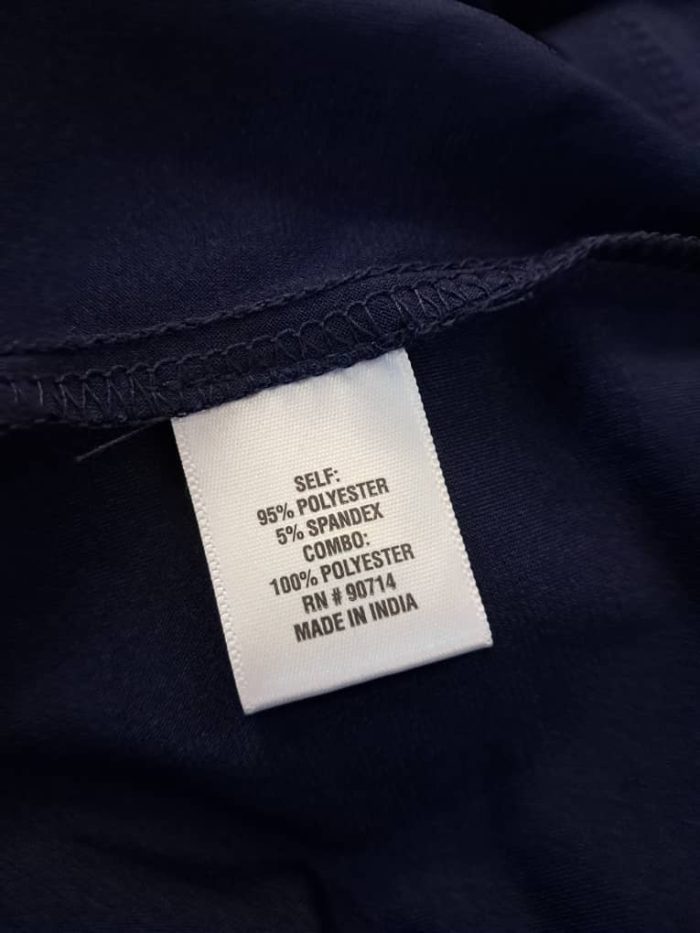 SELF:
95% POLYESTER
5% SPANDEX
COMBO:
100% POLYESTER
RN # 90714
MADE IN INDIA